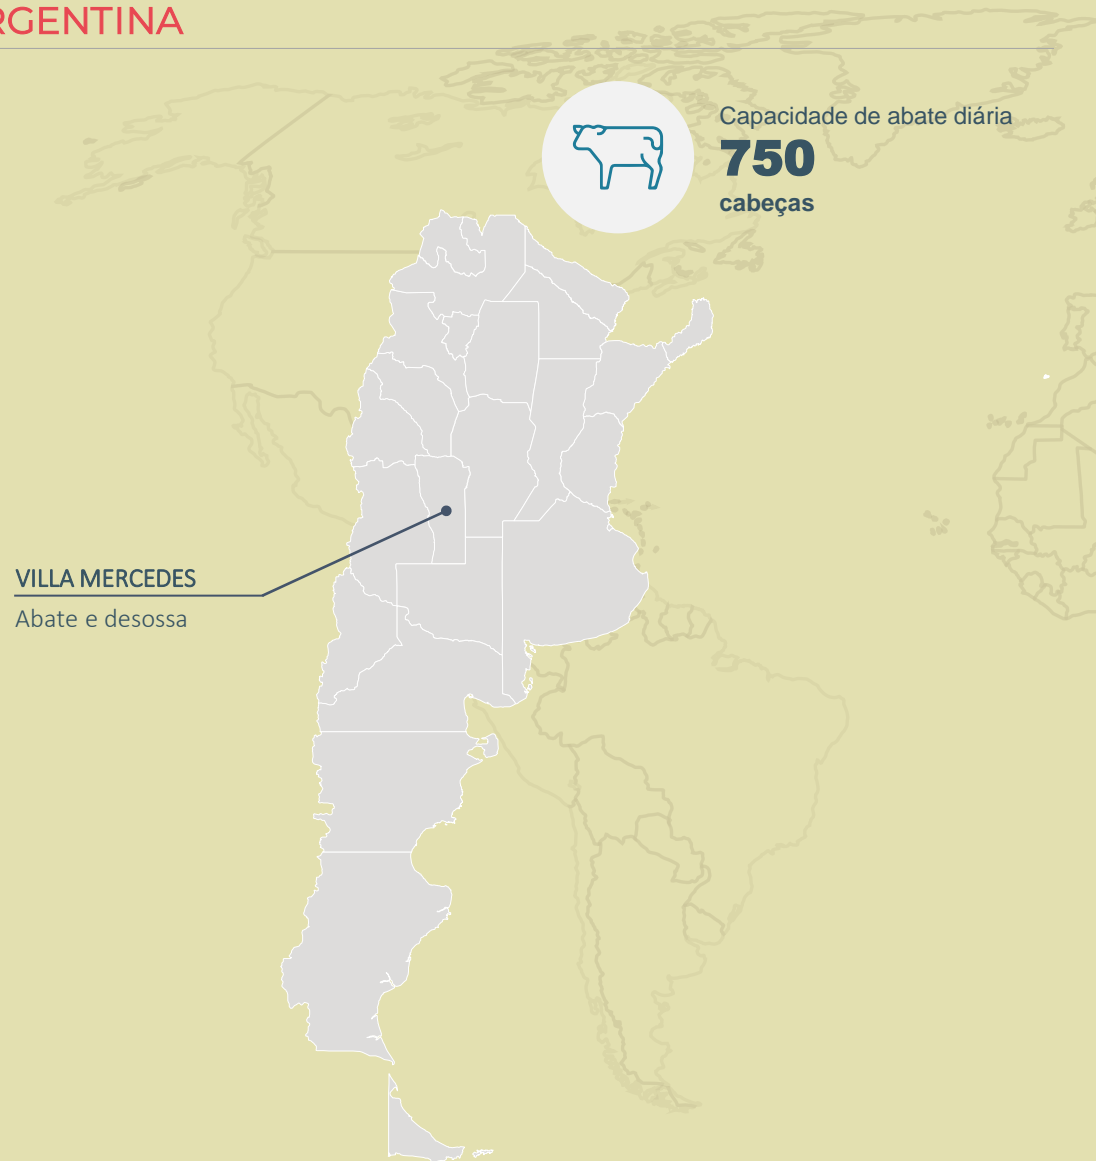 RGENTINA
Capacidade de abate diária
750
cabeças
VILLA MERCEDES
Abate e desossa